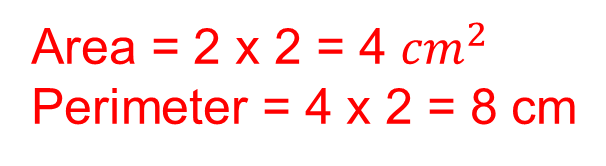 Area = 2 x 2 = 4 cm²
Perimeter = 4 x 2 = 8 cm